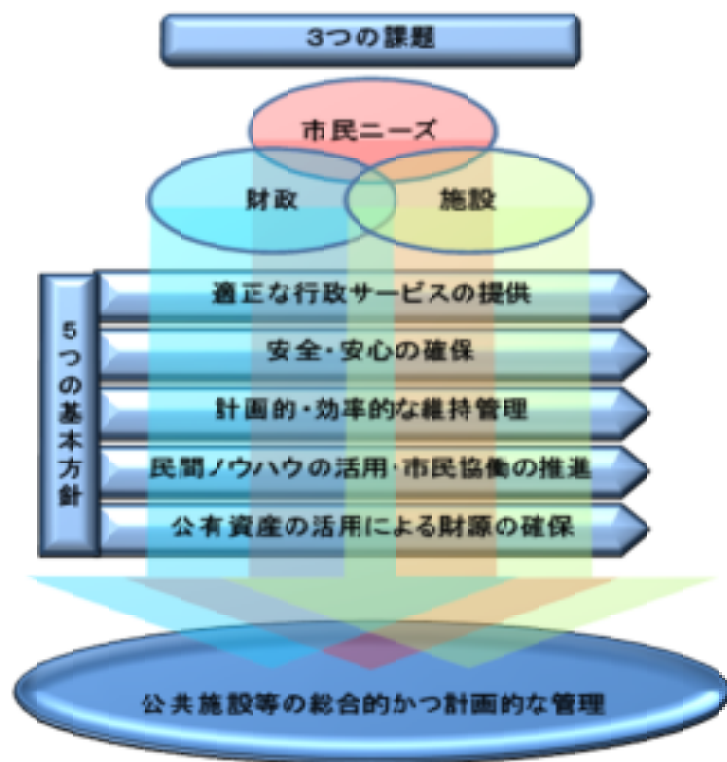 3つの課題
市民ニーズ
財政
施設
5つの基本方針
適正な行政サービスの提供
安全・安心の確保
計画的・効率的な維持管理
民間ノウハウの活用・市民協働の推進
公有資産の活用による財源の確保
公共施設等の総合的かつ計画的な管理